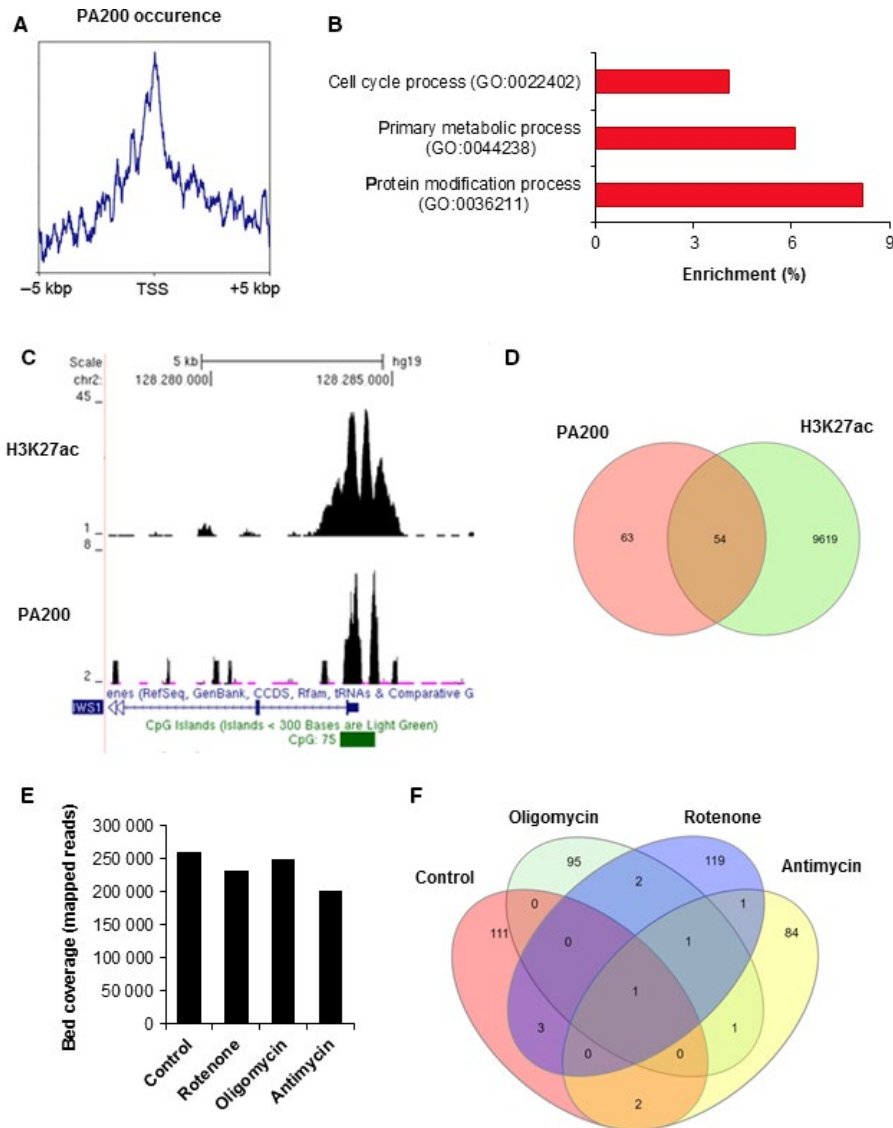 A
PA200 occurence
–5 kbp
TSS
+5 kbp
B
Cell cycle process (GO:0022402)
Primary metabolic process
(GO:0044238)
Protein modification process
(GO:0036211)
0
3
6
9
Enrichment (%)
C
Scale
5 kb
hg19
chr2:
128 280 000
128 285 000
45
H3K27ac
1
8
PA200
2
enes (RefSeq, GenBank, CCDS, Rfam, tRNAs & Comparative G
IWS1
CpG Islands (Islands < 300 Bases are Light Green)
CpG: 75
D
PA200
H3K27ac
63
54
9619
E
Bed coverage (mapped reads)
300 000
250 000
200 000
150 000
100 000
50 000
0
Control
Rotenone
Oligomycin
Antimycin
F
Oligomycin
Rotenone
Control
Antimycin
95
119
2
0
1
111
84
0
1
1
3
1
0
0
2